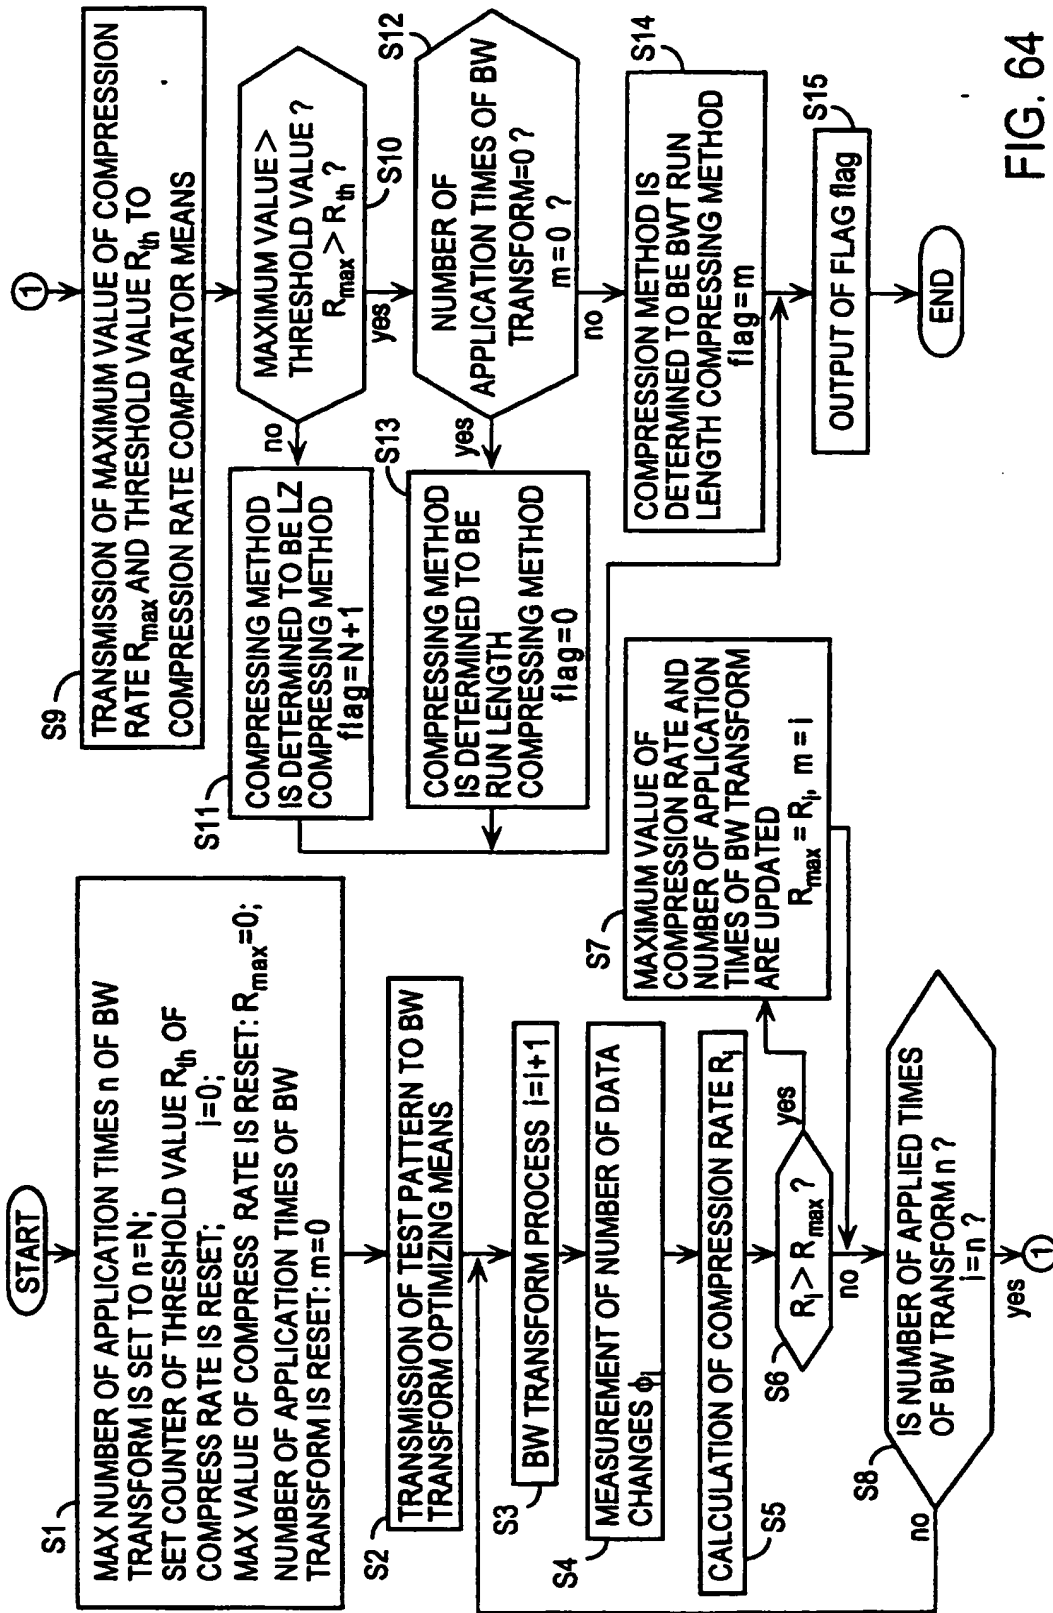 START
S1
MAX NUMBER OF APPLICATION TIMES n OF BW
TRANSFORM IS SET TO n=N;
SET COUNTER OF THRESHOLD VALUE Rth OF
COMPRESS RATE IS RESET; i=0;
MAX VALUE OF COMPRESS RATE IS RESET: Rmax=0;
NUMBER OF APPLICATION TIMES OF BW
TRANSFORM IS RESET: m=0
S2
TRANSMISSION OF TEST PATTERN TO BW
TRANSFORM OPTIMIZING MEANS
S3
BW TRANSFORM PROCESS i=i+1
S4
MEASUREMENT OF NUMBER OF DATA
CHANGES ϕi
CALCULATION OF COMPRESSION RATE Ri
S5
S6
Ri > Rmax ?
yes
no
S7
MAXIMUM VALUE OF
COMPRESSION RATE AND
NUMBER OF APPLICATION
TIMES OF BW TRANSFORM
ARE UPDATED
Rmax = Ri, m = i
S8
IS NUMBER OF APPLIED TIMES
OF BW TRANSFORM n ?
i=n ?
no
yes
1
1
S9
TRANSMISSION OF MAXIMUM VALUE OF COMPRESSION
RATE Rmax AND THRESHOLD VALUE Rth TO
COMPRESSION RATE COMPARATOR MEANS
MAXIMUM VALUE >
THRESHOLD VALUE ?
Rmax > Rth ?
S10
no
yes
S11
COMPRESSING METHOD
IS DETERMINED TO BE LZ
COMPRESSING METHOD
flag=N+1
S12
NUMBER OF
APPLICATION TIMES OF BW
TRANSFORM=0 ?
m=0 ?
yes
no
S13
COMPRESSING METHOD
IS DETERMINED TO BE
RUN LENGTH
COMPRESSING METHOD
flag=0
S14
COMPRESSION METHOD IS
DETERMINED TO BE BWT RUN
LENGTH COMPRESSING METHOD
flag=m
S15
OUTPUT OF FLAG flag
END
FIG. 64